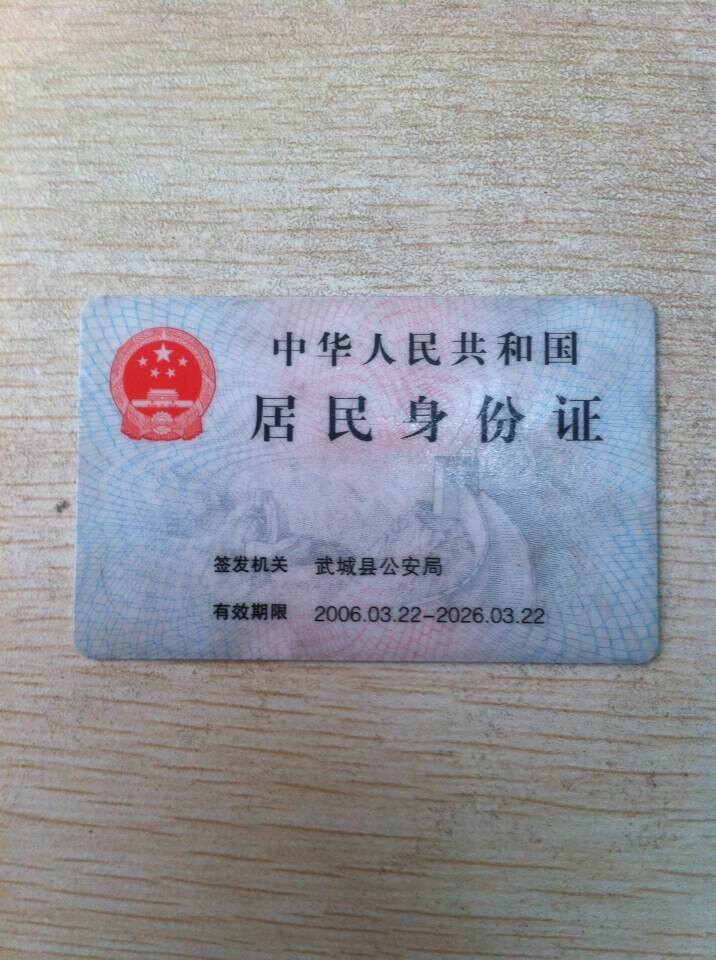 中华人民共和国
居民身份证
签发机关 武城县公安局
有效期限 2006.03.22-2026.03.22